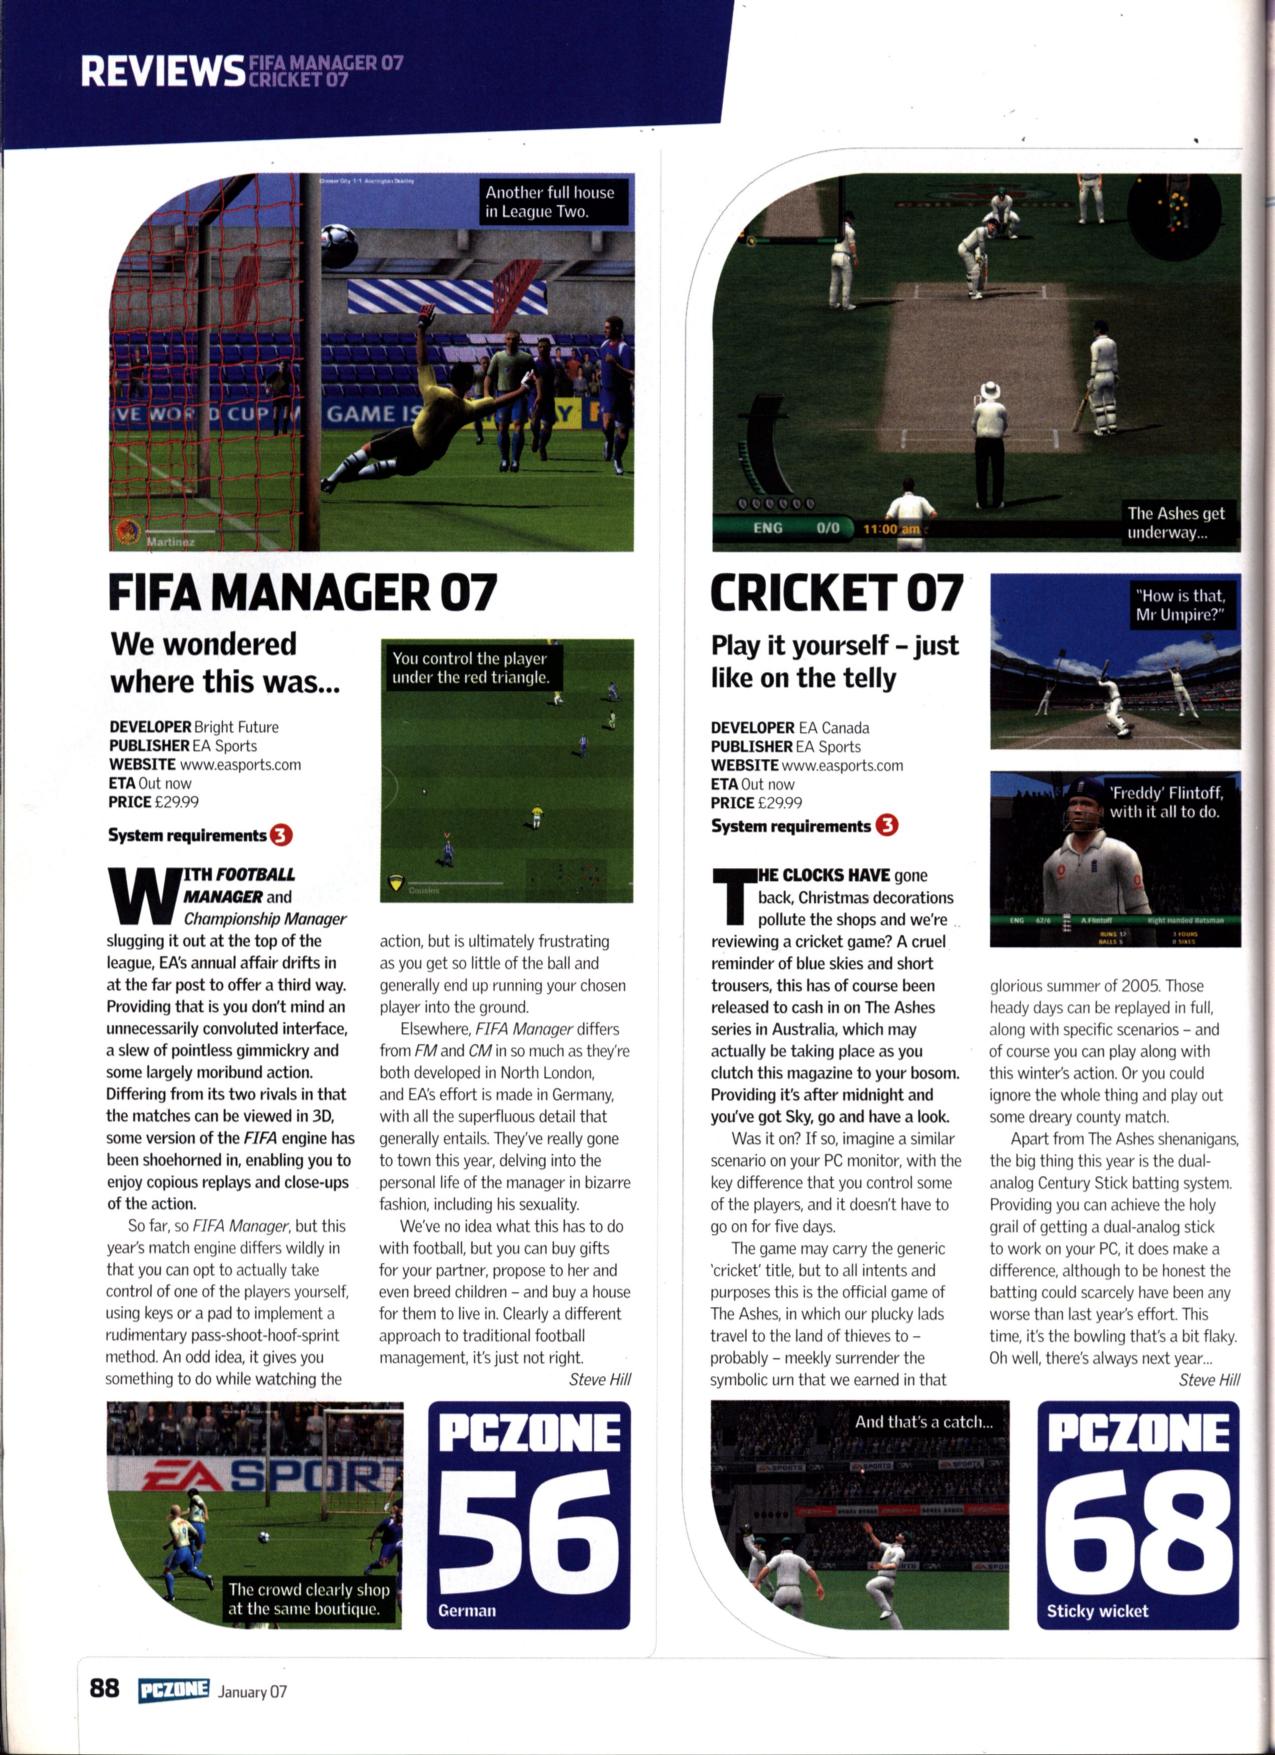 REVIEWS FIFA MANAGER 07
CRICKET 07
Another full house
in League Two.
GAME IS
Martinez
FIFA MANAGER 07
We wondered
where this was...
DEVELOPER Bright Future
PUBLISHER EA Sports
WEBSITE www.easports.com
ETA Out now
PRICE £29.99
System requirements 3
You control the player
under the red triangle.
Cousins
WITH FOOTBALL
MANAGER and
Championship Manager
slugging it out at the top of the
league, EA's annual affair drifts in
at the far post to offer a third way.
Providing that is you don't mind an
unnecessarily convoluted interface,
a slew of pointless gimmickry and
some largely moribund action.
Differing from its two rivals in that
the matches can be viewed in 3D,
some version of the FIFA engine has
been shoehorned in, enabling you to
enjoy copious replays and close-ups
of the action.
So far, so FIFA Manager, but this
year's match engine differs wildly in
that you can opt to actually take
control of one of the players yourself,
using keys or a pad to implement a
rudimentary pass-shoot-hoof-sprint
method. An odd idea, it gives you
something to do while watching the
action, but is ultimately frustrating
as you get so little of the ball and
generally end up running your chosen
player into the ground.
Elsewhere, FIFA Manager differs
from FM and CM in so much as they're
both developed in North London,
and EA's effort is made in Germany,
with all the superfluous detail that
generally entails. They've really gone
to town this year, delving into the
personal life of the manager in bizarre
fashion, including his sexuality.
We've no idea what this has to do
with football, but you can buy gifts
for your partner, propose to her and
even breed children – and buy a house
for them to live in. Clearly a different
approach to traditional football
management, it's just not right.
Steve Hill
EA SPORT
The crowd clearly shop
at the same boutique.
PCZONE
56
German
ENG 0/0 11:00 am
The Ashes get
underway...
CRICKET 07
Play it yourself – just
like on the telly
DEVELOPER EA Canada
PUBLISHER EA Sports
WEBSITE www.easports.com
ETA Out now
PRICE £29.99
System requirements 3
"How is that,
Mr Umpire?"
'Freddy' Flintoff,
with it all to do.
ENG 62/6 A.Flintoff Right Handed Batsman
RUNS 17 3 FOURS
BALLS 5 0 SIXES
THE CLOCKS HAVE gone
back, Christmas decorations
pollute the shops and we're
reviewing a cricket game? A cruel
reminder of blue skies and short
trousers, this has of course been
released to cash in on The Ashes
series in Australia, which may
actually be taking place as you
clutch this magazine to your bosom.
Providing it's after midnight and
you've got Sky, go and have a look.
Was it on? If so, imagine a similar
scenario on your PC monitor, with the
key difference that you control some
of the players, and it doesn't have to
go on for five days.
The game may carry the generic
'cricket' title, but to all intents and
purposes this is the official game of
The Ashes, in which our plucky lads
travel to the land of thieves to –
probably – meekly surrender the
symbolic urn that we earned in that
glorious summer of 2005. Those
heady days can be replayed in full,
along with specific scenarios – and
of course you can play along with
this winter's action. Or you could
ignore the whole thing and play out
some dreary county match.
Apart from The Ashes shenanigans,
the big thing this year is the dual-
analog Century Stick batting system.
Providing you can achieve the holy
grail of getting a dual-analog stick
to work on your PC, it does make a
difference, although to be honest the
batting could scarcely have been any
worse than last year's effort. This
time, it's the bowling that's a bit flaky.
Oh well, there's always next year...
Steve Hill
And that's a catch...
PCZONE
68
Sticky wicket
88 PCZONE January 07